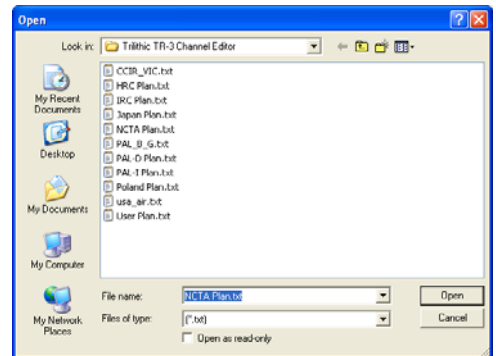 Open
Look in: Trilithic TR-3 Channel Editor
My Recent Documents
Desktop
My Documents
My Computer
My Network Places
CCIR_VIC.txt
HRC Plan.txt
IRC Plan.txt
Japan Plan.txt
NCTA Plan.txt
PAL_B_G.txt
PAL-D Plan.txt
PAL-I Plan.txt
Poland Plan.txt
usa_air.txt
User Plan.txt
File name: NCTA Plan.txt
Open
Files of type: (*.txt)
Cancel
Open as read-only